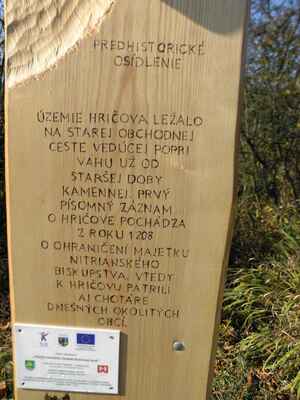 PREDHISTORICKÉ
OSÍDLENIE
ÚZEMIE HRIČOVA LEŽALO
NA STAREJ OBCHODNEJ
CESTE VEDÚCEJ POPRI
VÁHU UŽ OD
STARŠEJ DOBY
KAMENNEJ. PRVÝ
PÍSOMNÝ ZÁZNAM
O HRIČOVE POCHÁDZA
Z ROKU 1208
O OHRANIČENÍ MAJETKU
NITRIANSKEHO
BISKUPSTVA, VTEDY
K HRIČOVU PATRILI
AJ CHOTÁRE
DNEŠNÝCH OKOLITÝCH
OBCÍ.